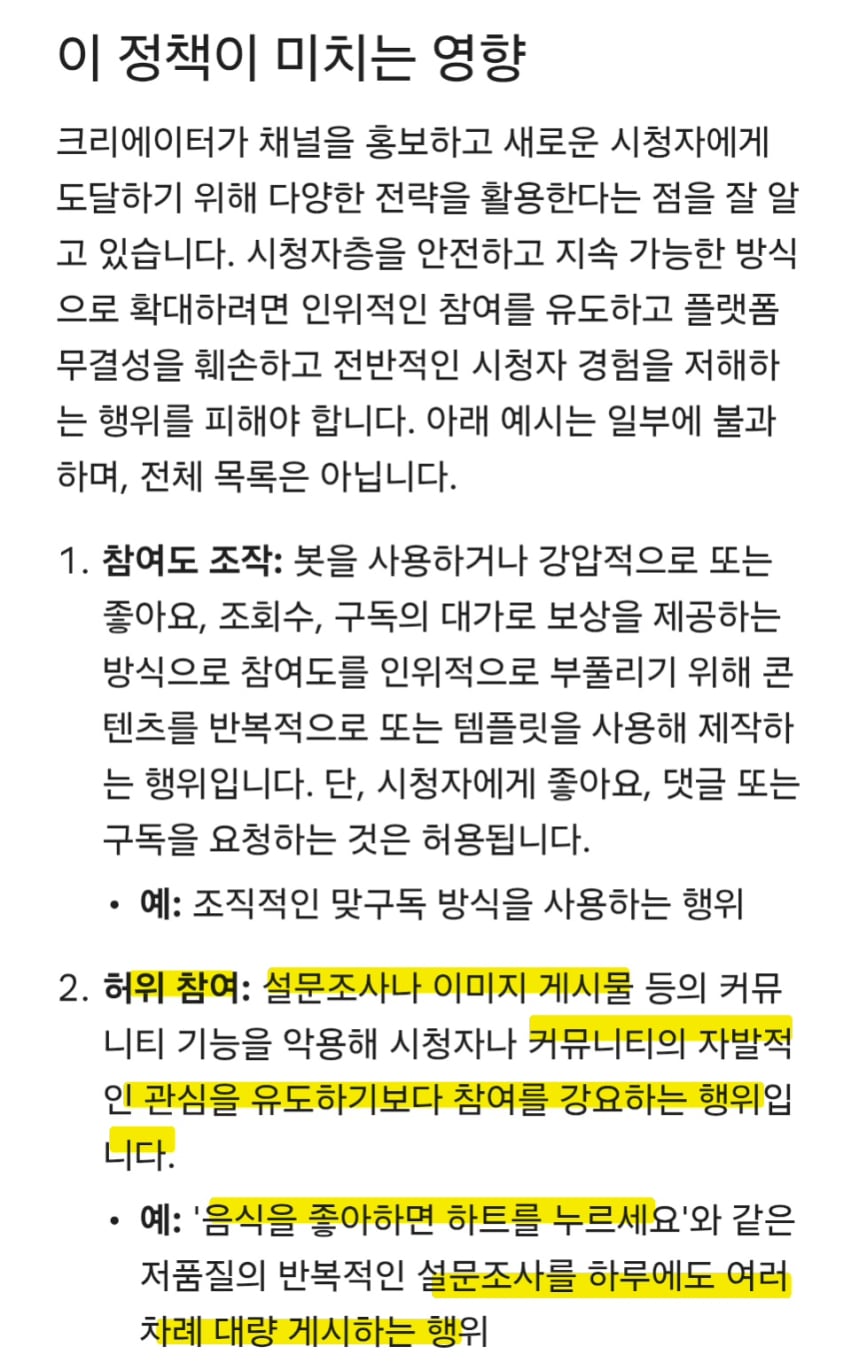 이 정책이 미치는 영향
크리에이터가 채널을 홍보하고 새로운 시청자에게
도달하기 위해 다양한 전략을 활용한다는 점을 잘 알
고 있습니다. 시청자층을 안전하고 지속 가능한 방식
으로 확대하려면 인위적인 참여를 유도하고 플랫폼
무결성을 훼손하고 전반적인 시청자 경험을 저해하
는 행위를 피해야 합니다. 아래 예시는 일부에 불과
하며, 전체 목록은 아닙니다.
1. 참여도 조작: 봇을 사용하거나 강압적으로 또는
좋아요, 조회수, 구독의 대가로 보상을 제공하는
방식으로 참여도를 인위적으로 부풀리기 위해 콘
텐츠를 반복적으로 또는 템플릿을 사용해 제작하
는 행위입니다. 단, 시청자에게 좋아요, 댓글 또는
구독을 요청하는 것은 허용됩니다.
• 예: 조직적인 맞구독 방식을 사용하는 행위
2. 허위 참여: 설문조사나 이미지 게시물 등의 커뮤
니티 기능을 악용해 시청자나 커뮤니티의 자발적
인 관심을 유도하기보다 참여를 강요하는 행위입
니다.
• 예: '음식을 좋아하면 하트를 누르세요'와 같은
저품질의 반복적인 설문조사를 하루에도 여러
차례 대량 게시하는 행위